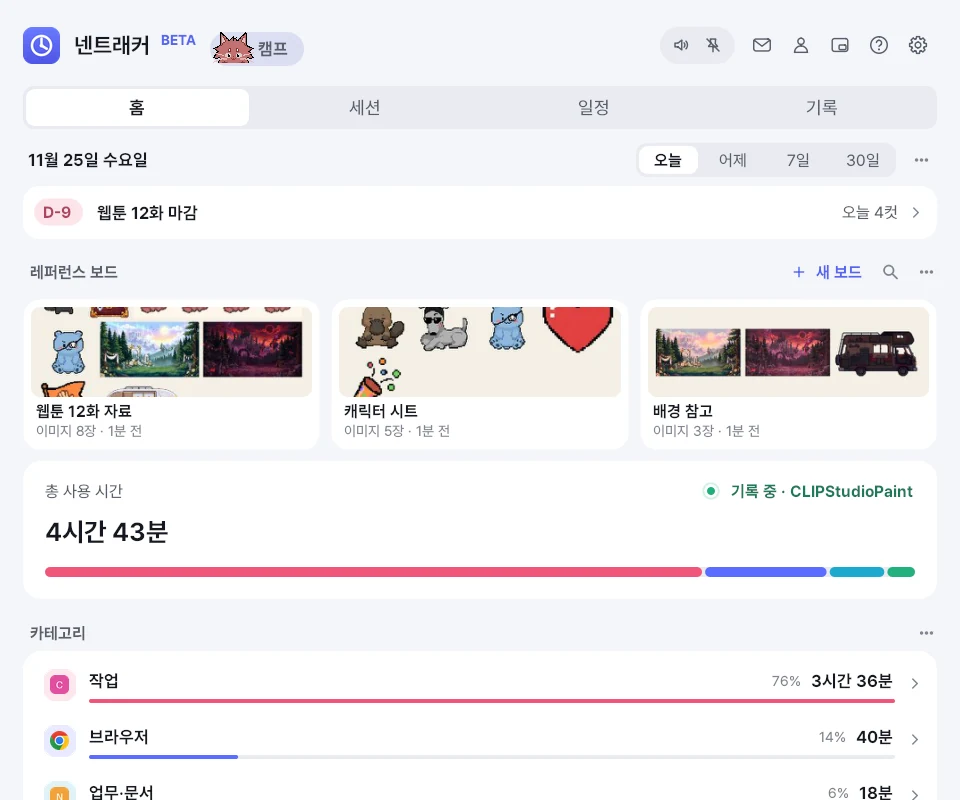 넨트래커 BETA 캠프
홈 세션 일정 기록
11월 25일 수요일 오늘 어제 7일 30일
D-9 웹툰 12화 마감 오늘 4컷
레퍼런스 보드 + 새 보드
웹툰 12화 자료 캐릭터 시트 배경 참고
이미지 8장 · 1분 전 이미지 5장 · 1분 전 이미지 3장 · 1분 전
총 사용 시간 기록 중 · CLIPStudioPaint
4시간 43분
카테고리
C 작업 76% 3시간 36분
브라우저 14% 40분
N 업무·문서 6% 18분